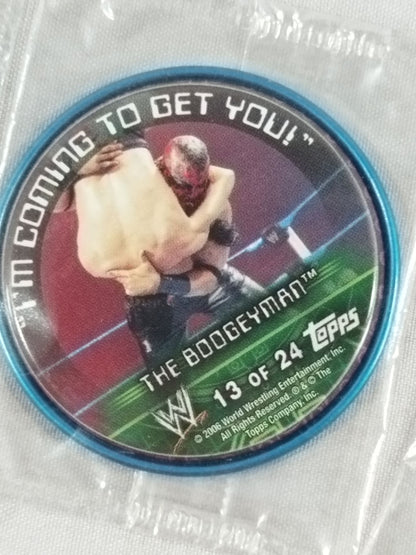 "I'M COMING TO GET YOU!"
THE BOOGEYMAN™
13 OF 24 topps
W
© 2006 World Wrestling Entertainment, Inc.
All Rights Reserved. ® & © The
Topps Company, Inc.